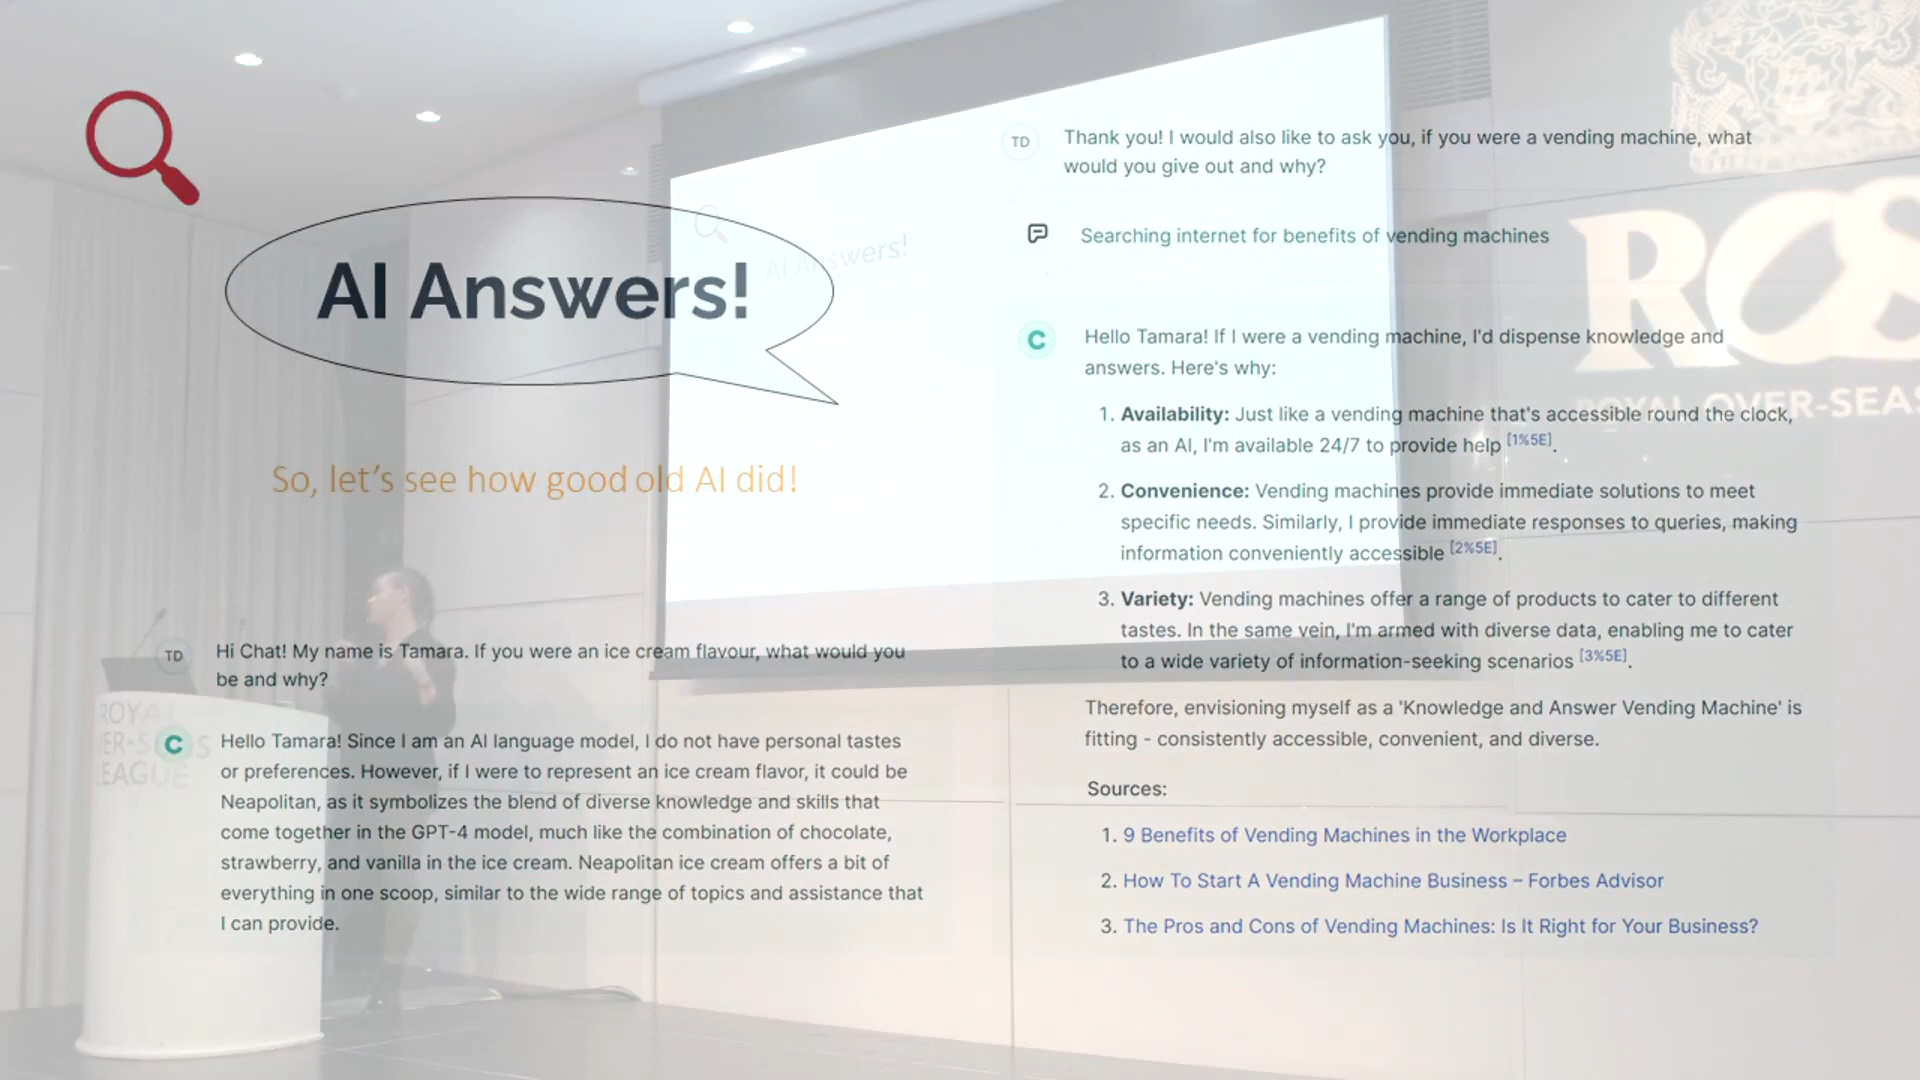 AI Answers!
So, let's see how good old AI did!
TD
Hi Chat! My name is Tamara. If you were an ice cream flavour, what would you
be and why?
C
Hello Tamara! Since I am an AI language model, I do not have personal tastes
or preferences. However, if I were to represent an ice cream flavor, it could be
Neapolitan, as it symbolizes the blend of diverse knowledge and skills that
come together in the GPT-4 model, much like the combination of chocolate,
strawberry, and vanilla in the ice cream. Neapolitan ice cream offers a bit of
everything in one scoop, similar to the wide range of topics and assistance that
I can provide.
TD
Thank you! I would also like to ask you, if you were a vending machine, what
would you give out and why?
Searching internet for benefits of vending machines
C
Hello Tamara! If I were a vending machine, I'd dispense knowledge and
answers. Here's why:
1. Availability: Just like a vending machine that's accessible round the clock,
as an AI, I'm available 24/7 to provide help [1%5E].
2. Convenience: Vending machines provide immediate solutions to meet
specific needs. Similarly, I provide immediate responses to queries, making
information conveniently accessible [2%5E].
3. Variety: Vending machines offer a range of products to cater to different
tastes. In the same vein, I'm armed with diverse data, enabling me to cater
to a wide variety of information-seeking scenarios [3%5E].
Therefore, envisioning myself as a 'Knowledge and Answer Vending Machine' is
fitting - consistently accessible, convenient, and diverse.
Sources:
1. 9 Benefits of Vending Machines in the Workplace
2. How To Start A Vending Machine Business – Forbes Advisor
3. The Pros and Cons of Vending Machines: Is It Right for Your Business?
AI Answers!
ROS
ROYAL OVER-SEAS
ROYAL
ER-S   AS
EAGUE